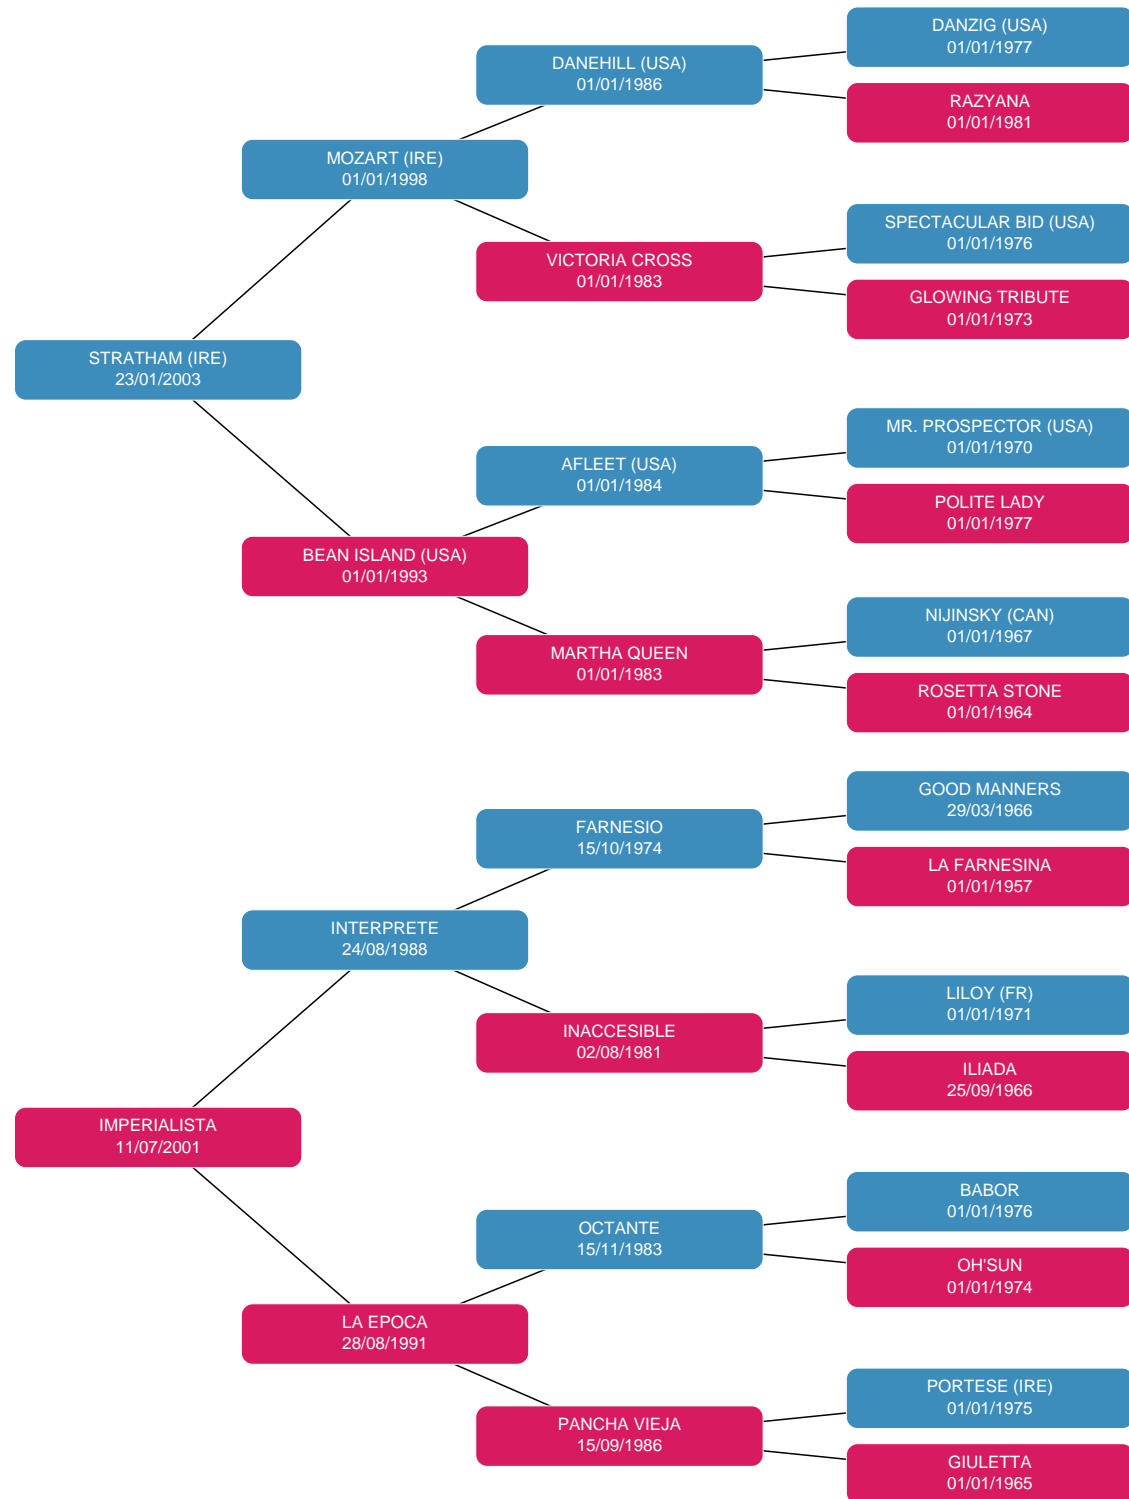 DANZIG (USA)
01/01/1977
DANEHILL (USA)
01/01/1986
RAZYANA
01/01/1981
MOZART (IRE)
01/01/1998
SPECTACULAR BID (USA)
01/01/1976
VICTORIA CROSS
01/01/1983
GLOWING TRIBUTE
01/01/1973
STRATHAM (IRE)
23/01/2003
MR. PROSPECTOR (USA)
01/01/1970
AFLEET (USA)
01/01/1984
POLITE LADY
01/01/1977
BEAN ISLAND (USA)
01/01/1993
NIJINSKY (CAN)
01/01/1967
MARTHA QUEEN
01/01/1983
ROSETTA STONE
01/01/1964
GOOD MANNERS
29/03/1966
FARNESIO
15/10/1974
LA FARNESINA
01/01/1957
INTERPRETE
24/08/1988
LILOY (FR)
01/01/1971
INACCESIBLE
02/08/1981
ILIADA
25/09/1966
IMPERIALISTA
11/07/2001
BABOR
01/01/1976
OCTANTE
15/11/1983
OH'SUN
01/01/1974
LA EPOCA
28/08/1991
PORTESE (IRE)
01/01/1975
PANCHA VIEJA
15/09/1986
GIULETTA
01/01/1965